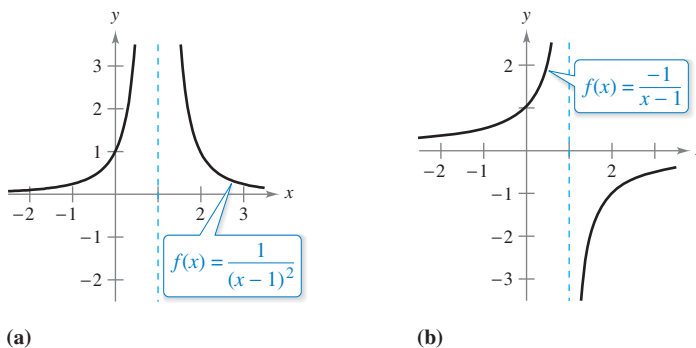 y
3
2
1
−2 −1 2 3 x
−1
−2
f(x) = 1/(x − 1)²
(a)
y
2
f(x) = −1/(x − 1)
−2 −1 2
−1
−2
−3
(b)